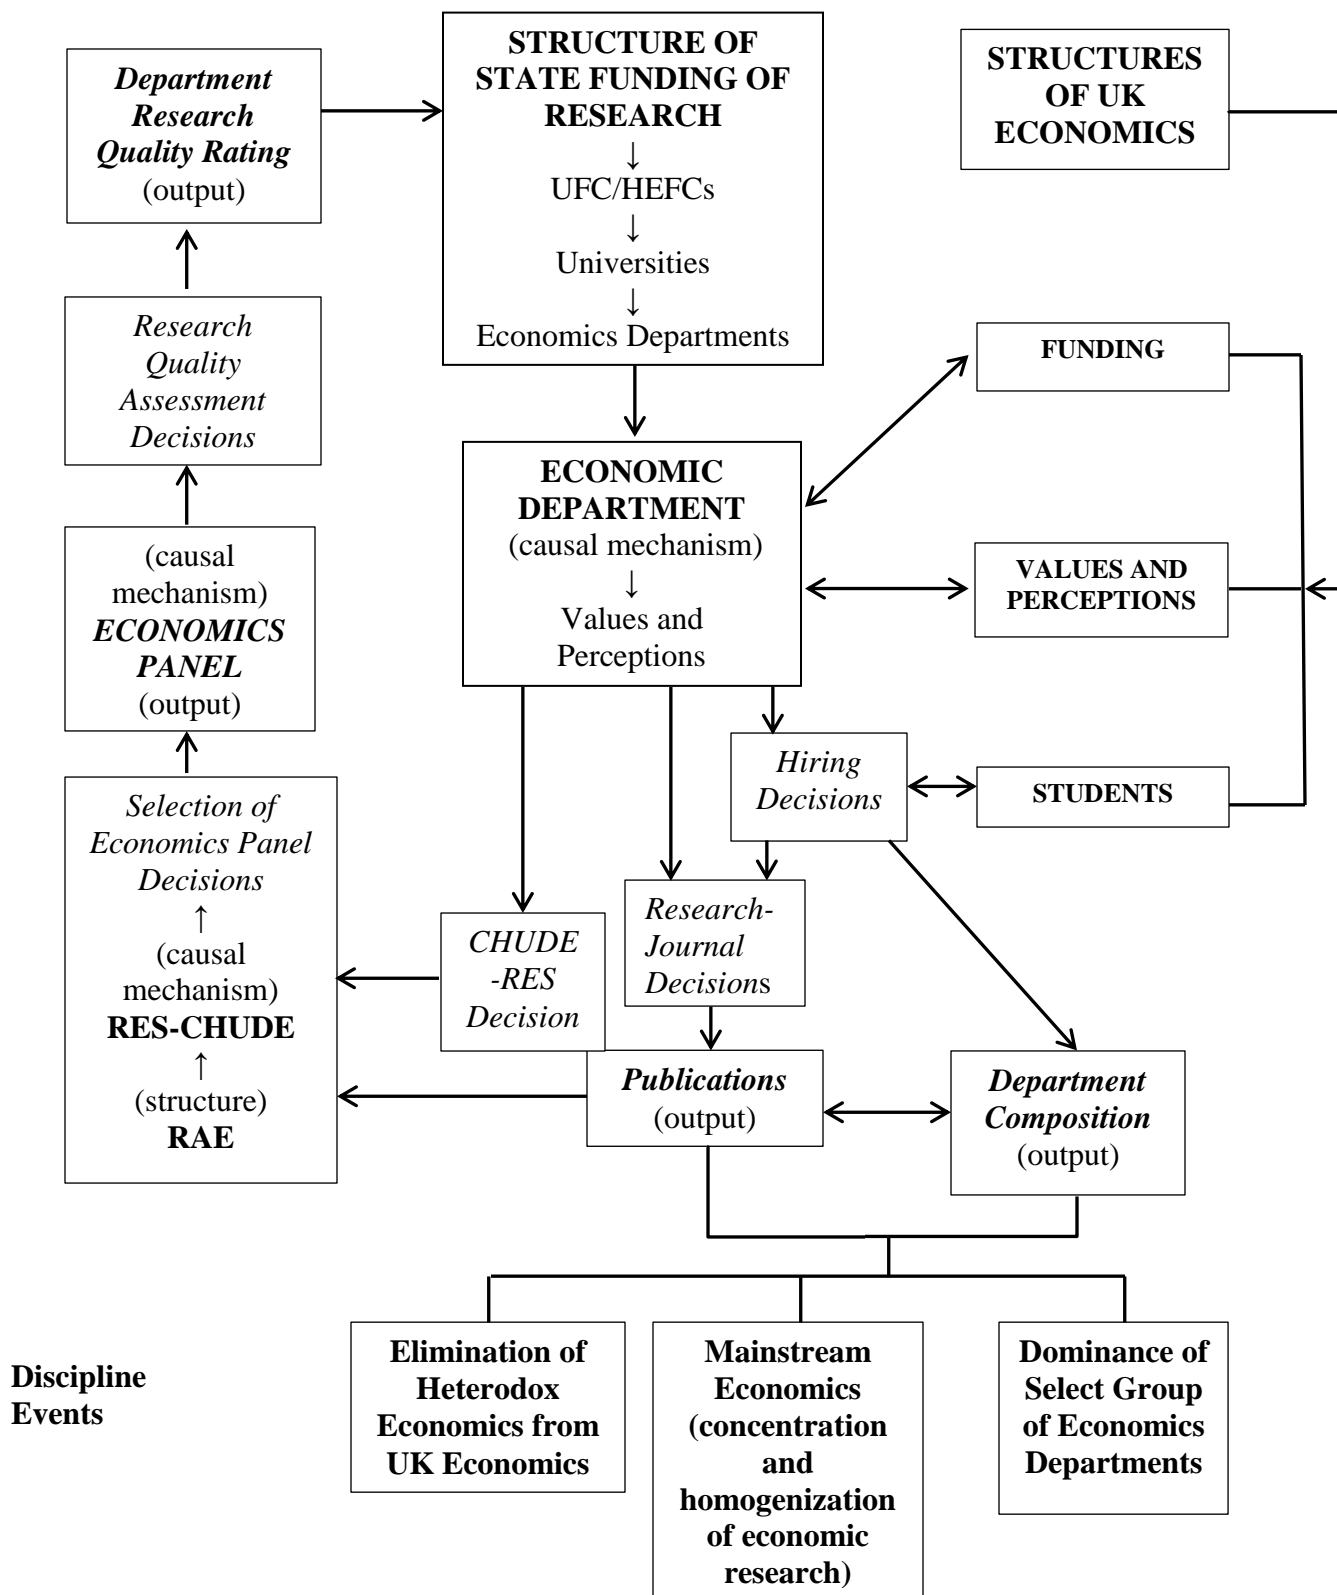 STRUCTURE OF
STATE FUNDING OF
RESEARCH
↓
UFC/HEFCs
↓
Universities
↓
Economics Departments
STRUCTURES
OF UK
ECONOMICS
Department
Research
Quality Rating
(output)
Research
Quality
Assessment
Decisions
FUNDING
ECONOMIC
DEPARTMENT
(causal mechanism)
↓
Values and
Perceptions
VALUES AND
PERCEPTIONS
(causal
mechanism)
ECONOMICS
PANEL
(output)
Hiring
Decisions
STUDENTS
Selection of
Economics Panel
Decisions
↑
(causal
mechanism)
RES-CHUDE
↑
(structure)
RAE
CHUDE
-RES
Decision
Research-
Journal
Decisions
Publications
(output)
Department
Composition
(output)
Discipline
Events
Elimination of
Heterodox
Economics from
UK Economics
Mainstream
Economics
(concentration
and
homogenization
of economic
research)
Dominance of
Select Group
of Economics
Departments